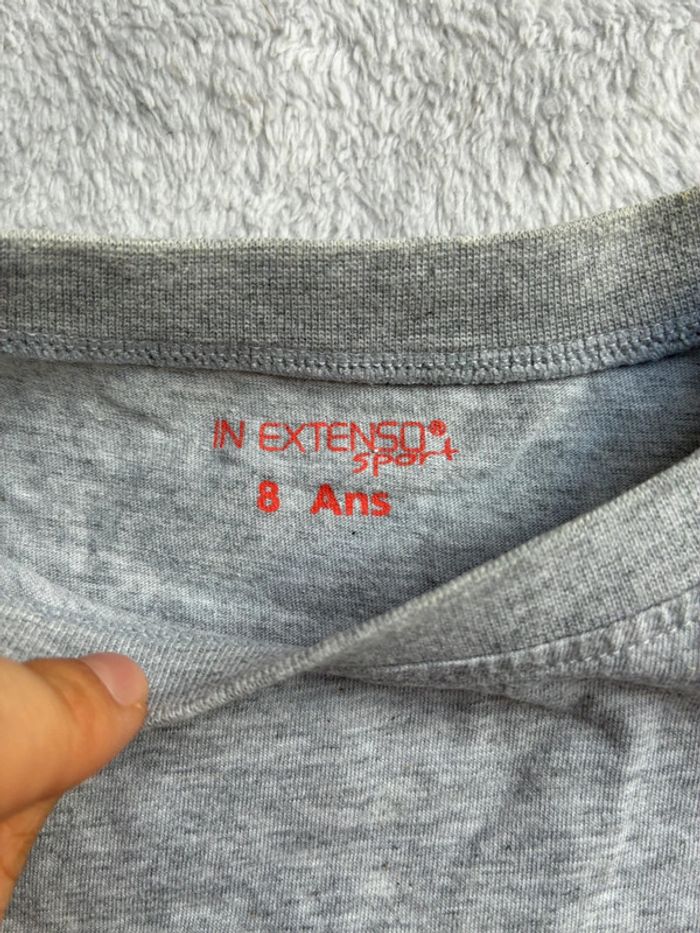 IN EXTENSO®
sport
8 Ans